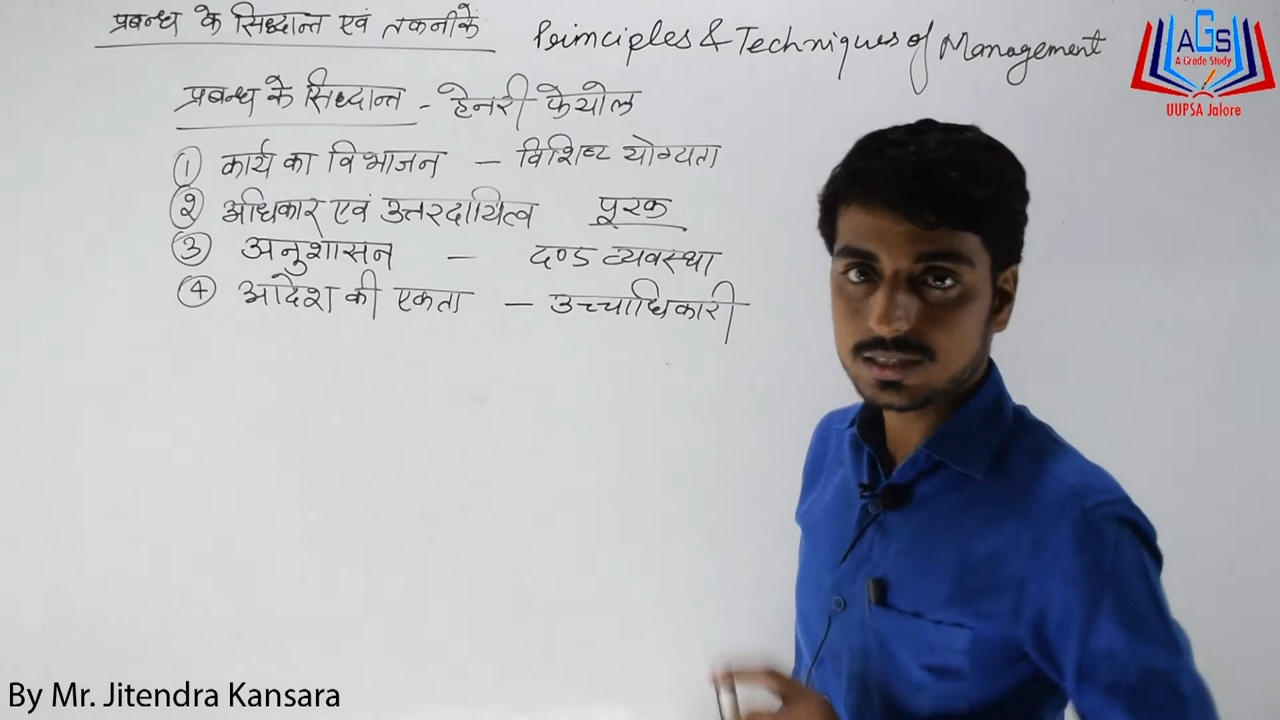 प्रबन्ध के सिद्धान्त एवं तकनीकें Principles & Techniques of Management
AGS
A Grade Study
UUPSA Jalore
प्रबन्ध के सिद्धान्त - हेनरी फेयोल
① कार्य का विभाजन - विशिष्ट योग्यता
② अधिकार एवं उत्तरदायित्व पूरक
③ अनुशासन - दण्ड व्यवस्था
④ आदेश की एकता - उच्चाधिकारी
By Mr. Jitendra Kansara